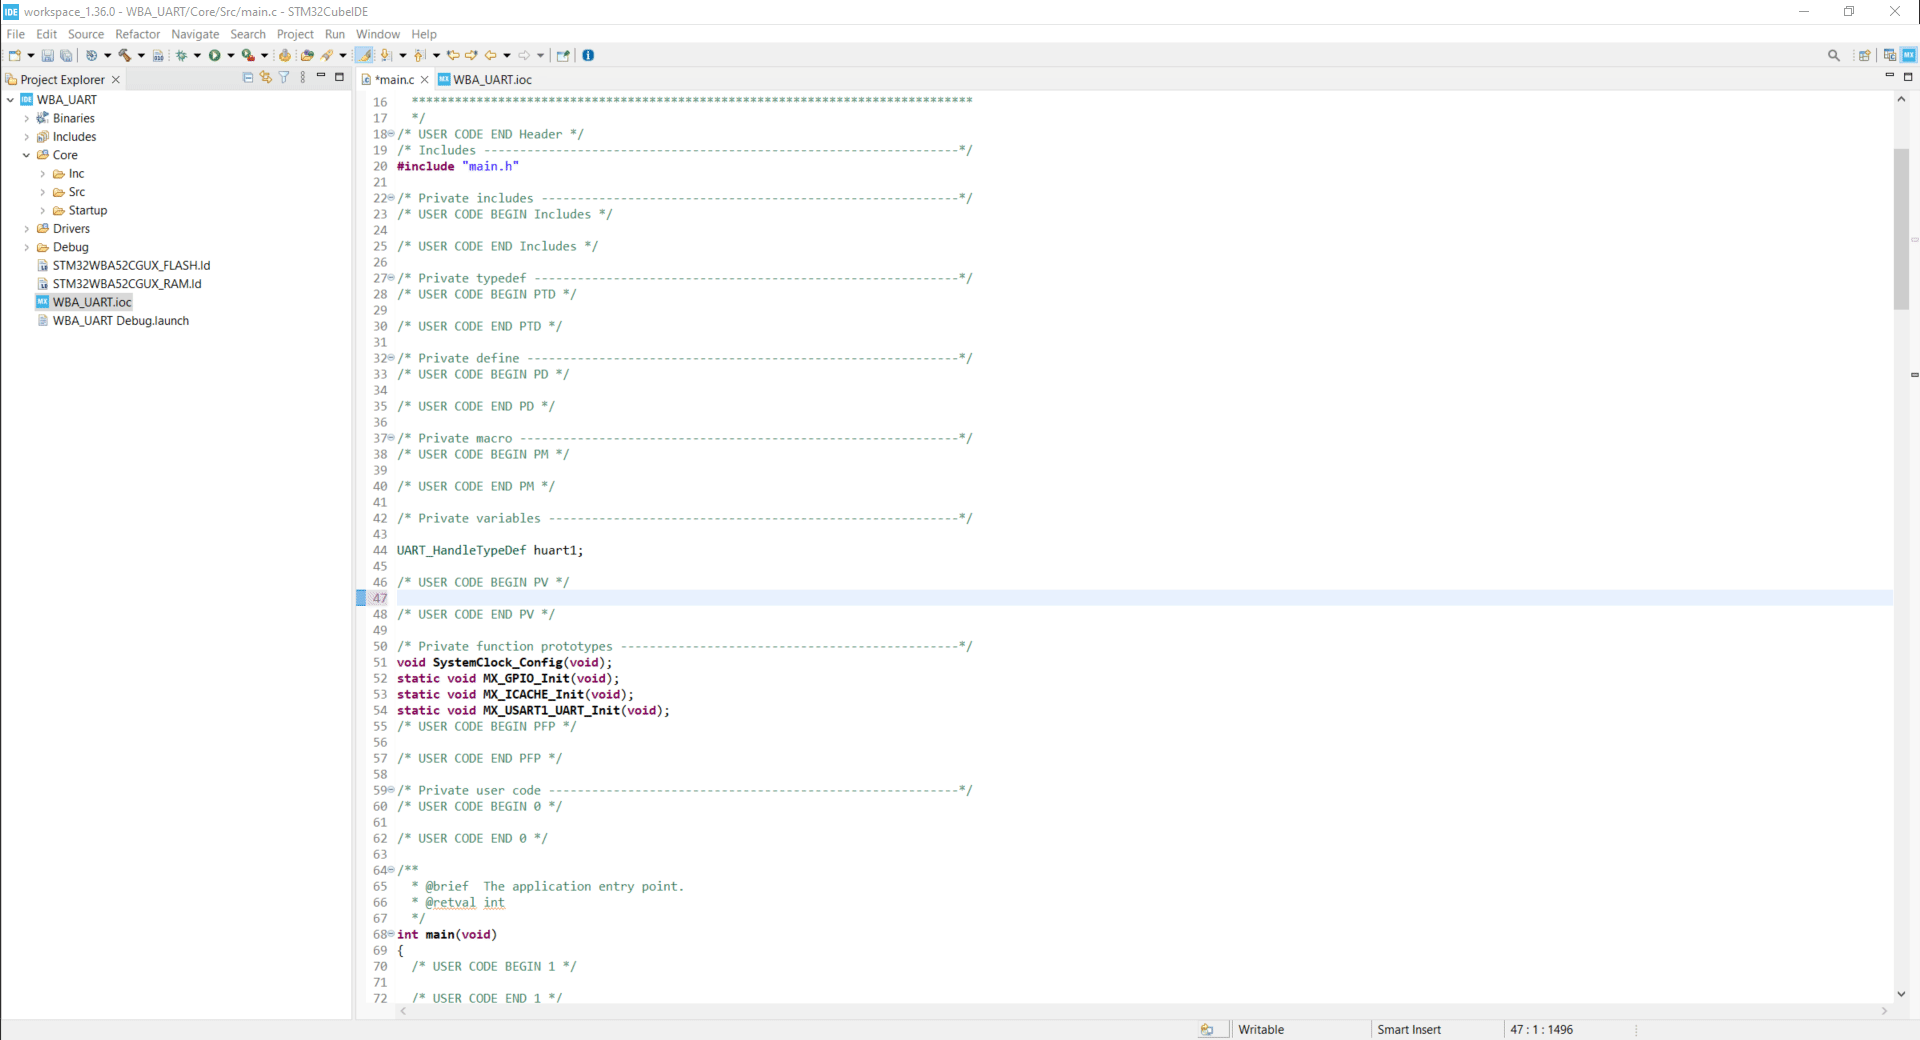 IDE workspace_1.36.0 - WBA_UART/Core/Src/main.c - STM32CubeIDE
File Edit Source Refactor Navigate Search Project Run Window Help
Project Explorer
*main.c
MX WBA_UART.ioc
IDE WBA_UART
Binaries
Includes
Core
Inc
Src
Startup
Drivers
Debug
STM32WBA52CGUX_FLASH.ld
STM32WBA52CGUX_RAM.ld
MX WBA_UART.ioc
WBA_UART Debug.launch
16 ******************************************************************************
17 */
18 /* USER CODE END Header */
19 /* Includes ------------------------------------------------------------------*/
20 #include "main.h"
21
22 /* Private includes ----------------------------------------------------------*/
23 /* USER CODE BEGIN Includes */
24
25 /* USER CODE END Includes */
26
27 /* Private typedef -----------------------------------------------------------*/
28 /* USER CODE BEGIN PTD */
29
30 /* USER CODE END PTD */
31
32 /* Private define ------------------------------------------------------------*/
33 /* USER CODE BEGIN PD */
34
35 /* USER CODE END PD */
36
37 /* Private macro -------------------------------------------------------------*/
38 /* USER CODE BEGIN PM */
39
40 /* USER CODE END PM */
41
42 /* Private variables ---------------------------------------------------------*/
43
44 UART_HandleTypeDef huart1;
45
46 /* USER CODE BEGIN PV */
47
48 /* USER CODE END PV */
49
50 /* Private function prototypes -----------------------------------------------*/
51 void SystemClock_Config(void);
52 static void MX_GPIO_Init(void);
53 static void MX_ICACHE_Init(void);
54 static void MX_USART1_UART_Init(void);
55 /* USER CODE BEGIN PFP */
56
57 /* USER CODE END PFP */
58
59 /* Private user code ---------------------------------------------------------*/
60 /* USER CODE BEGIN 0 */
61
62 /* USER CODE END 0 */
63
64 /**
65 * @brief  The application entry point.
66 * @retval int
67 */
68 int main(void)
69 {
70 /* USER CODE BEGIN 1 */
71
72 /* USER CODE END 1 */
Writable
Smart Insert
47 : 1 : 1496